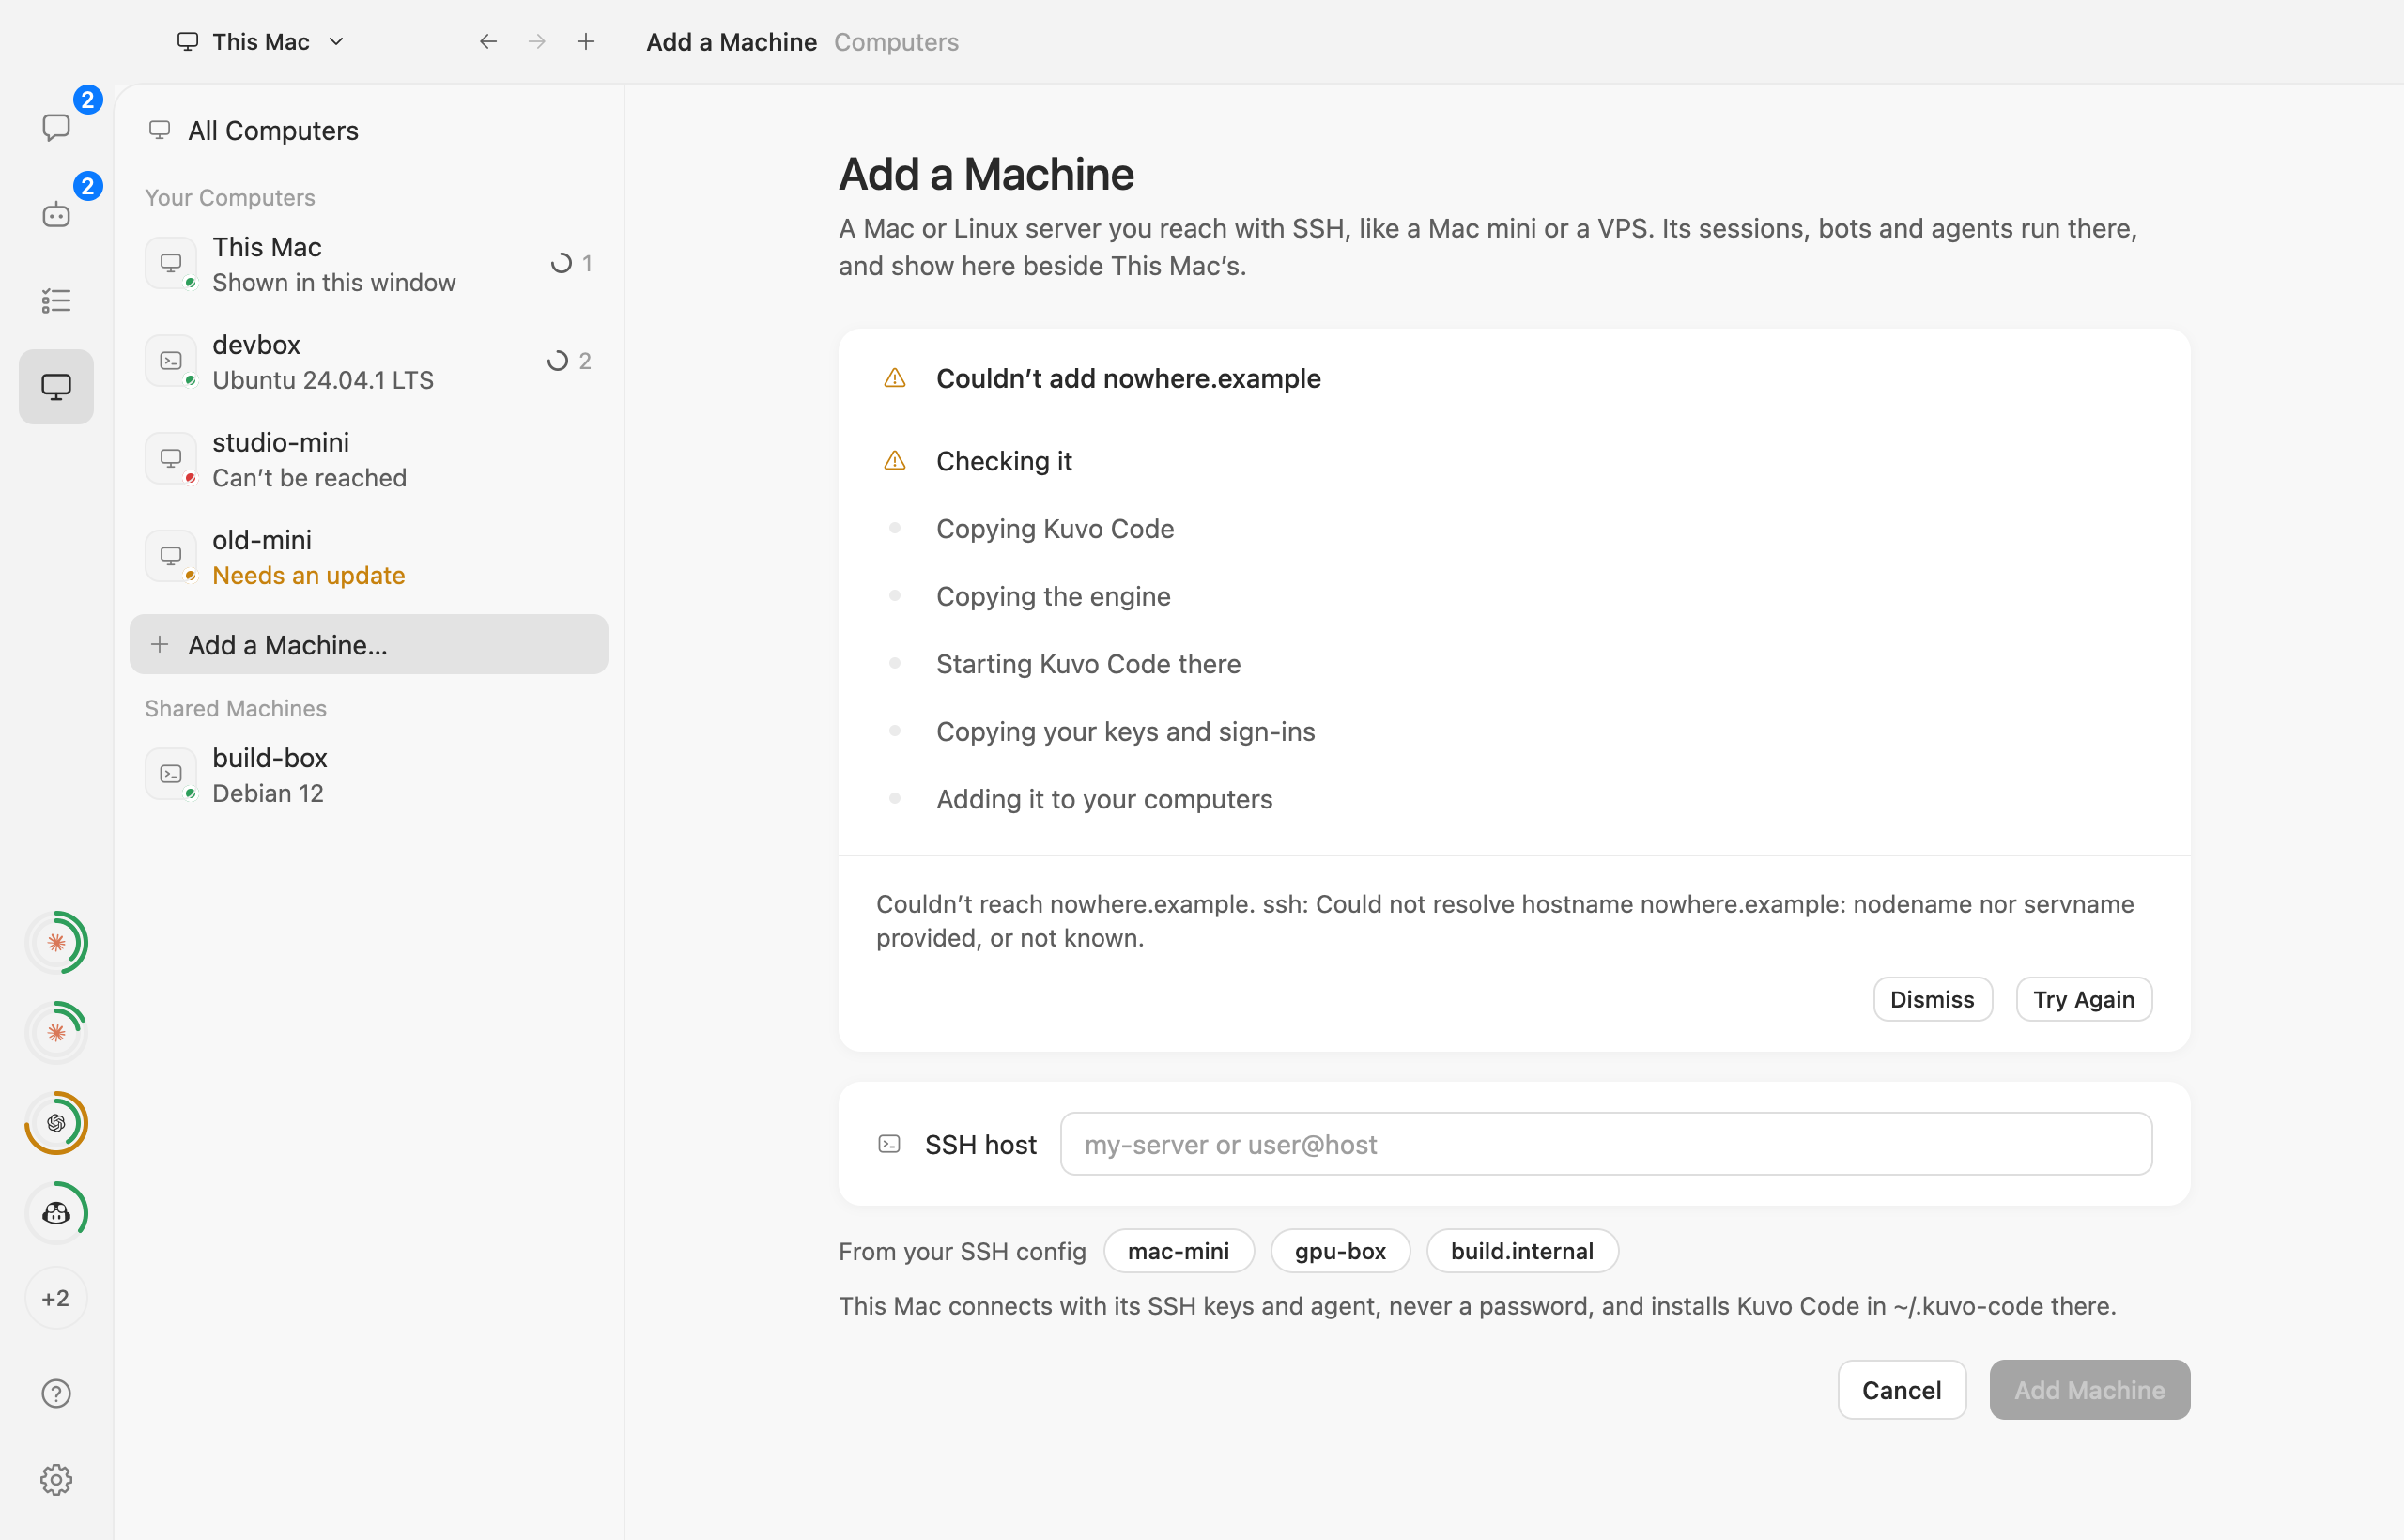 This Mac
Add a Machine Computers
2
2
All Computers
Your Computers
This Mac
Shown in this window
1
devbox
Ubuntu 24.04.1 LTS
2
studio-mini
Can’t be reached
old-mini
Needs an update
Add a Machine...
Shared Machines
build-box
Debian 12
+2
Add a Machine
A Mac or Linux server you reach with SSH, like a Mac mini or a VPS. Its sessions, bots and agents run there,
and show here beside This Mac’s.
Couldn’t add nowhere.example
Checking it
Copying Kuvo Code
Copying the engine
Starting Kuvo Code there
Copying your keys and sign-ins
Adding it to your computers
Couldn’t reach nowhere.example. ssh: Could not resolve hostname nowhere.example: nodename nor servname
provided, or not known.
Dismiss Try Again
SSH host my-server or user@host
From your SSH config mac-mini gpu-box build.internal
This Mac connects with its SSH keys and agent, never a password, and installs Kuvo Code in ~/.kuvo-code there.
Cancel Add Machine